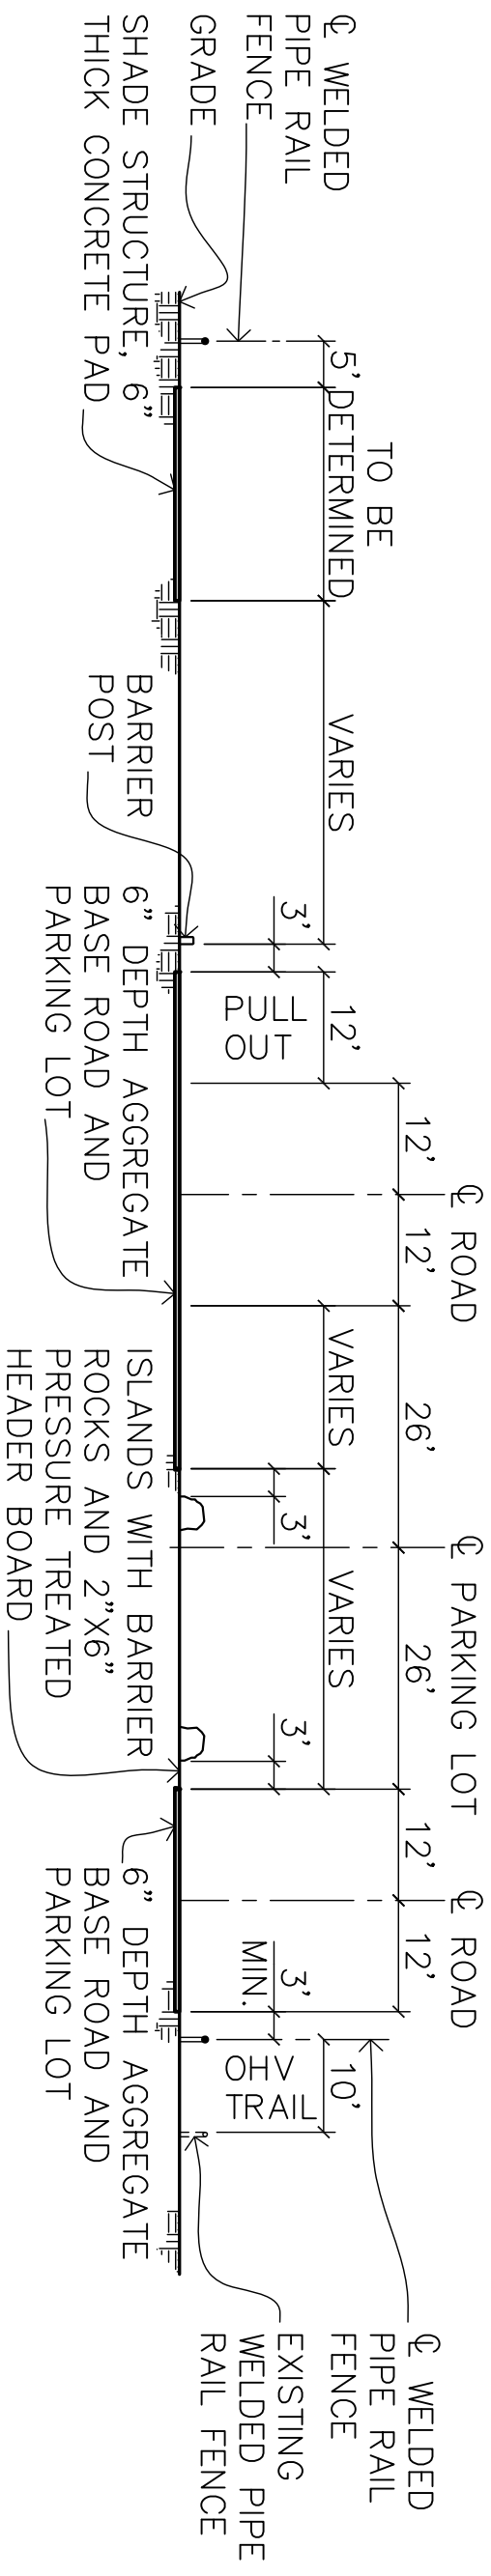 ℄ WELDED
PIPE RAIL
FENCE
GRADE
SHADE STRUCTURE, 6"
THICK CONCRETE PAD
5'
TO BE
DETERMINED
VARIES
BARRIER
POST
3'
12'
PULL
OUT
6" DEPTH AGGREGATE
BASE ROAD AND
PARKING LOT
12'
℄ ROAD
12'
VARIES
26'
℄ PARKING LOT
26'
3'
VARIES
3'
ISLANDS WITH BARRIER
ROCKS AND 2"X6"
PRESSURE TREATED
HEADER BOARD
12'
℄ ROAD
12'
3'
MIN.
10'
OHV
TRAIL
6" DEPTH AGGREGATE
BASE ROAD AND
PARKING LOT
℄ WELDED
PIPE RAIL
FENCE
EXISTING
WELDED PIPE
RAIL FENCE